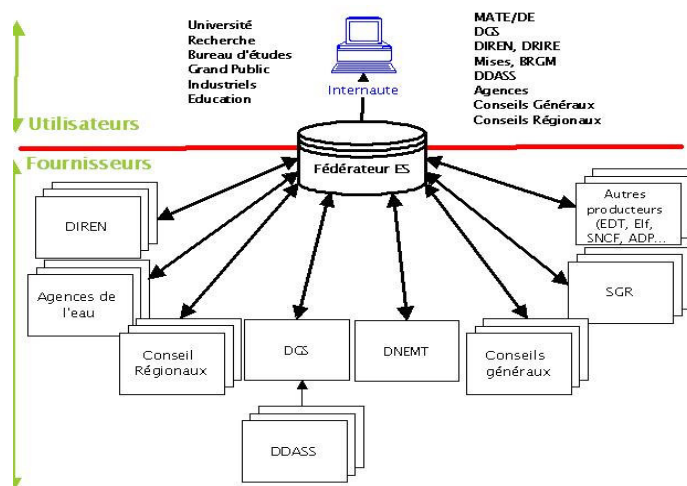 Université
Recherche
Bureau d'études
Grand Public
Industriels
Education
Internaute
MATE/DE
DGS
DIREN, DRIRE
Mises, BRGM
DDASS
Agences
Conseils Généraux
Conseils Régionaux
Utilisateurs
Fournisseurs
Fédérateur ES
DIREN
Agences de
l'eau
Conseil
Régionaux
DGS
DNEMT
Conseils
généraux
SGR
Autres
producteurs
(EDT, Elf,
SNCF, ADP...
DDASS